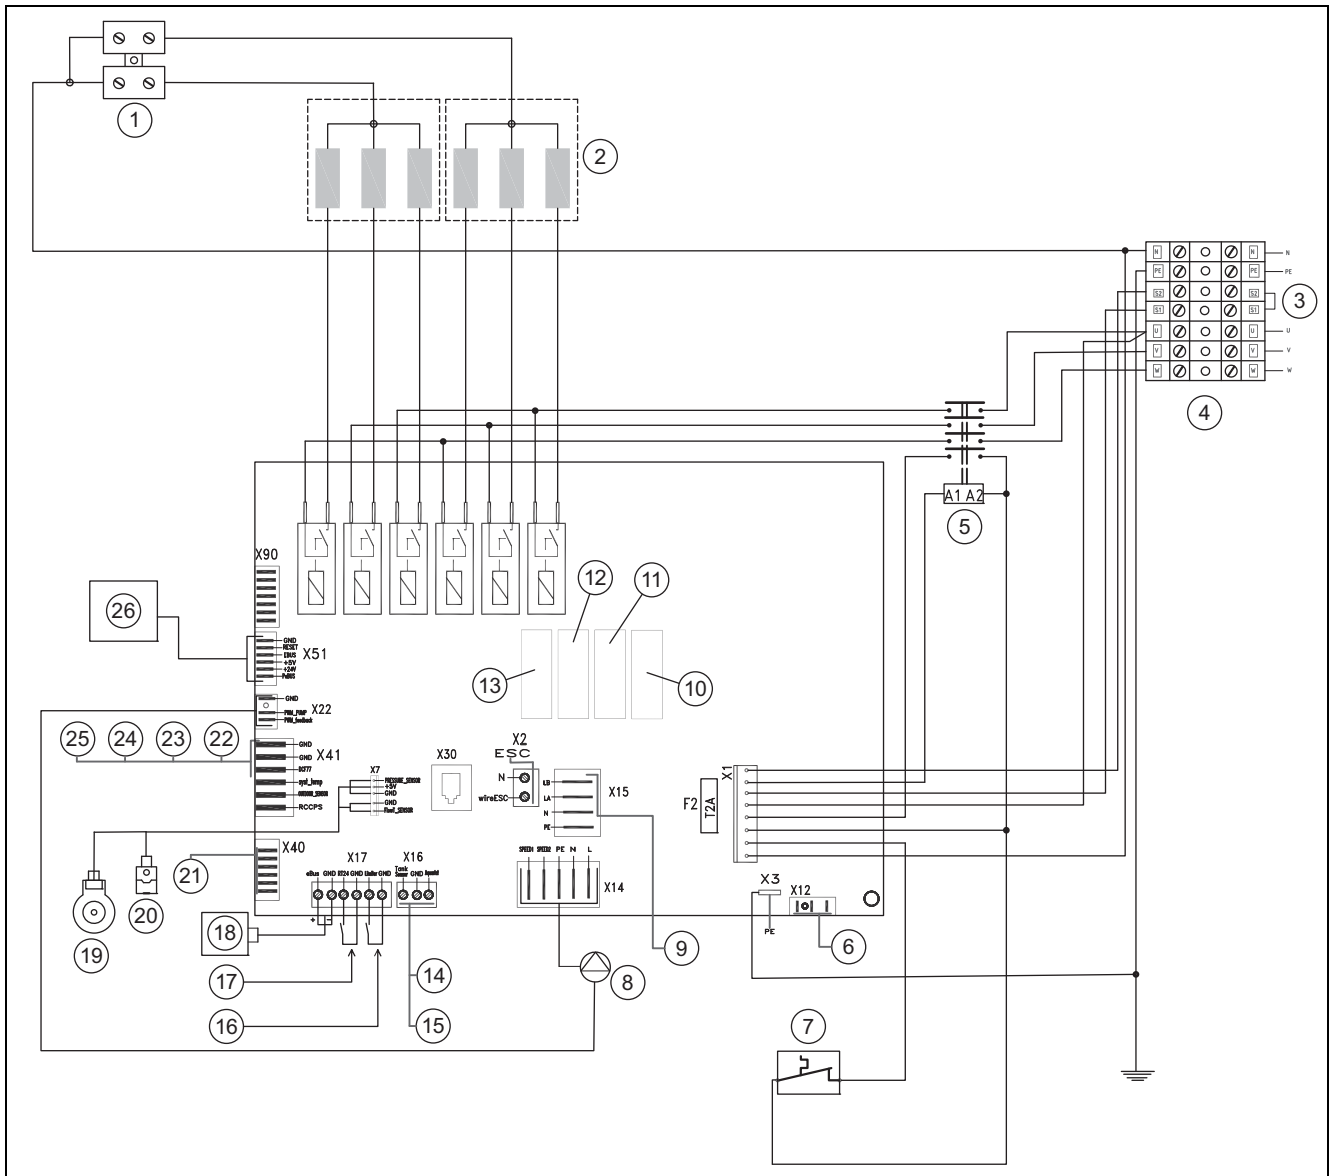 1
2
N N N
PE PE PE
S2 S2
3
S1 S1
U U U
V V V
W W W
4
A1 A2
5
X90
12
11
26
GND
RESET
EBUS
+5V
+24V
X51
13
10
GND
PWM_PUMP
PWM_feedback
X22
25
24
23
22
GND
GND
DCF77
syst_temp
RCCPS
X41
X7
PRESSURE_SENSOR
+5V
GND
GND
X30
X2
ESC
N
wireESC
LB
LA
N
PE
X15
F2
T2A
X1
X40
21
X17
eBus GND RT24 GND Limiter GND
+ -
X16
Tank Sensor GND
SPEED1 SPEED2 PE N L
X14
X3
PE
X12
20
19
18
6
9
8
14
15
17
16
7